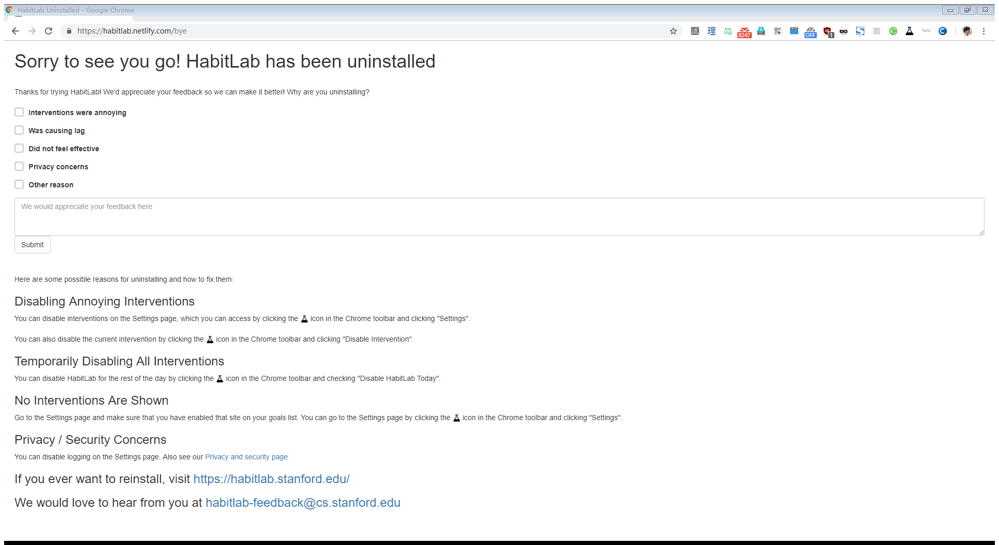 HabitLab Uninstalled - Google Chrome
https://habitlab.netlify.com/bye
流 理 tok togi 8247 OFF 1 font
Sorry to see you go! HabitLab has been uninstalled
Thanks for trying HabitLab! We'd appreciate your feedback so we can make it better! Why are you uninstalling?
Interventions were annoying
Was causing lag
Did not feel effective
Privacy concerns
Other reason
We would appreciate your feedback here
Submit
Here are some possible reasons for uninstalling and how to fix them:
Disabling Annoying Interventions
You can disable interventions on the Settings page, which you can access by clicking the icon in the Chrome toolbar and clicking "Settings".
You can also disable the current intervention by clicking the icon in the Chrome toolbar and clicking "Disable Intervention".
Temporarily Disabling All Interventions
You can disable HabitLab for the rest of the day by clicking the icon in the Chrome toolbar and checking "Disable HabitLab Today".
No Interventions Are Shown
Go to the Settings page and make sure that you have enabled that site on your goals list. You can go to the Settings page by clicking the icon in the Chrome toolbar and clicking "Settings".
Privacy / Security Concerns
You can disable logging on the Settings page. Also see our Privacy and security page
If you ever want to reinstall, visit https://habitlab.stanford.edu/
We would love to hear from you at habitlab-feedback@cs.stanford.edu